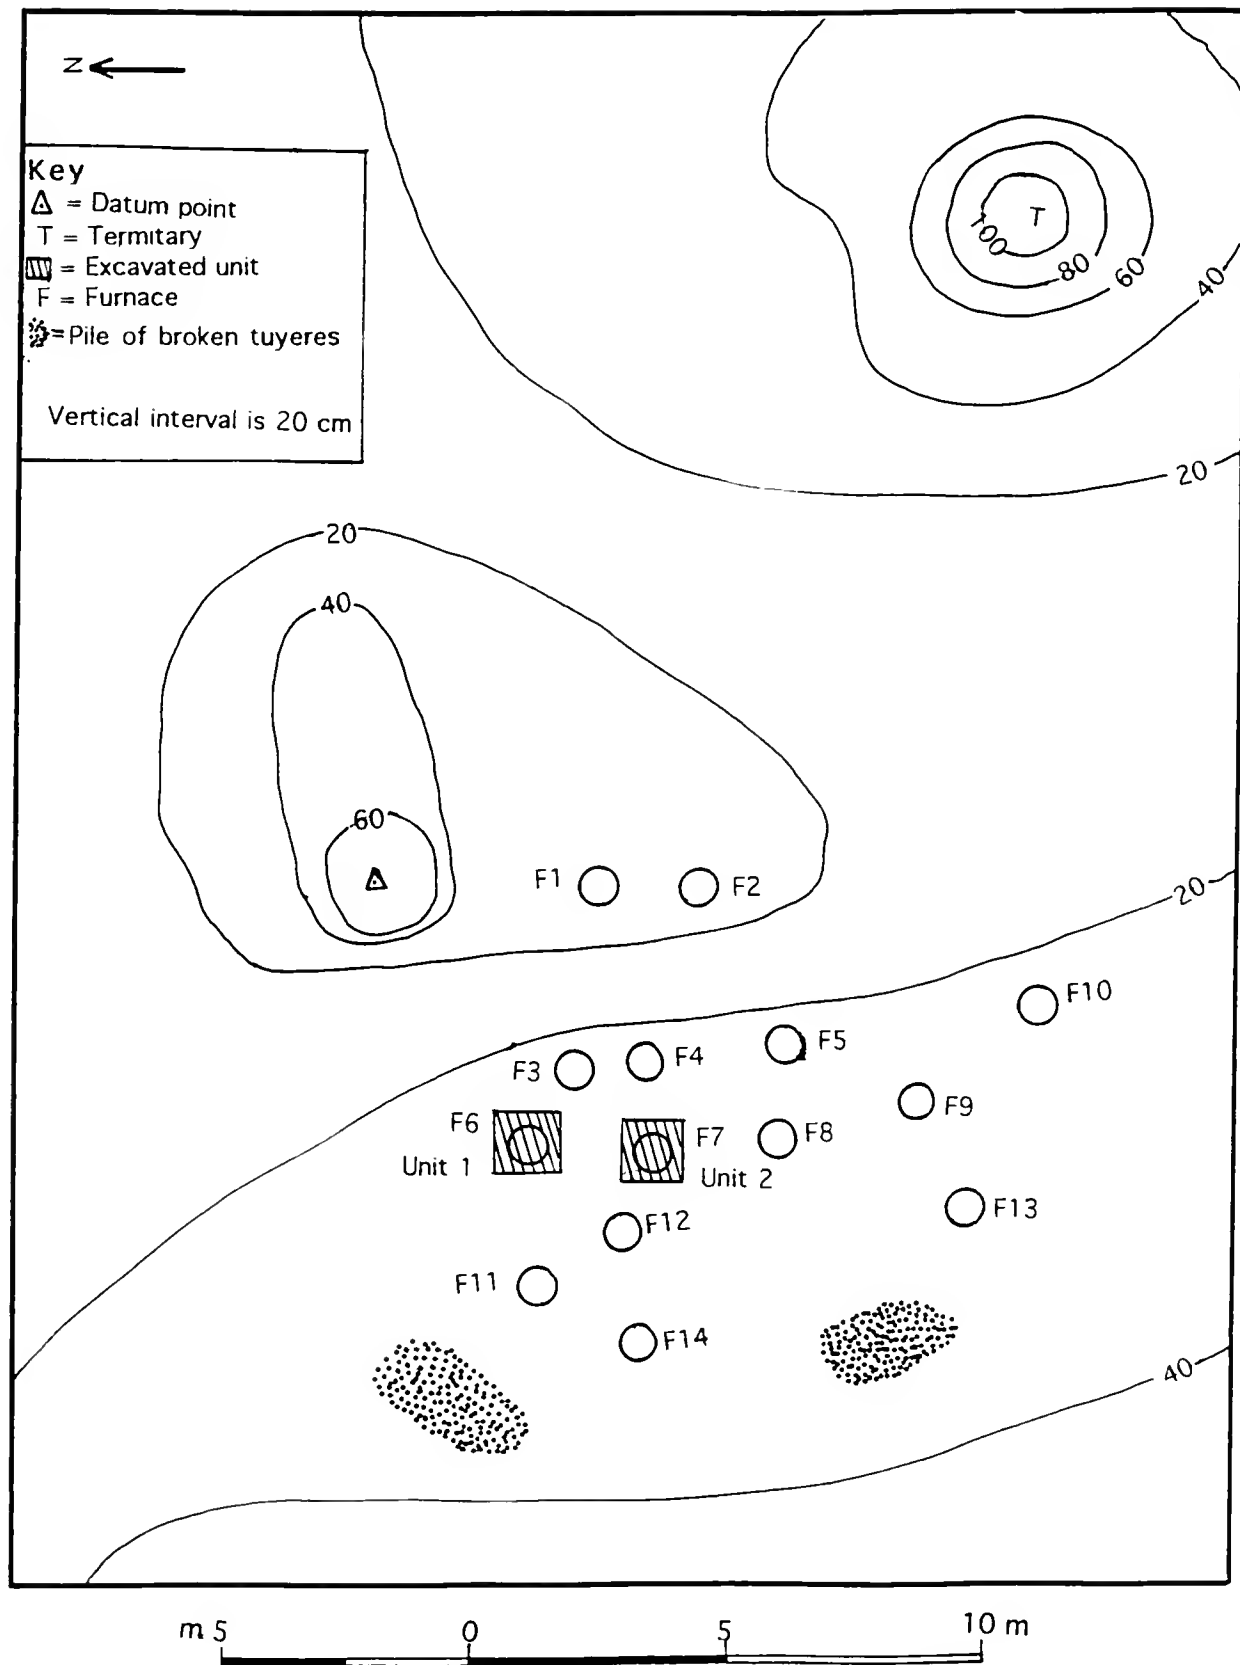 N
Key
= Datum point
T = Termitary
= Excavated unit
F = Furnace
= Pile of broken tuyeres
Vertical interval is 20 cm
T
100
80
60
40
20
20
40
60
F1
F2
20
F10
F3
F4
F5
F6
F7
F8
F9
Unit 1
Unit 2
F12
F13
F11
F14
40
m 5 0 5 10 m